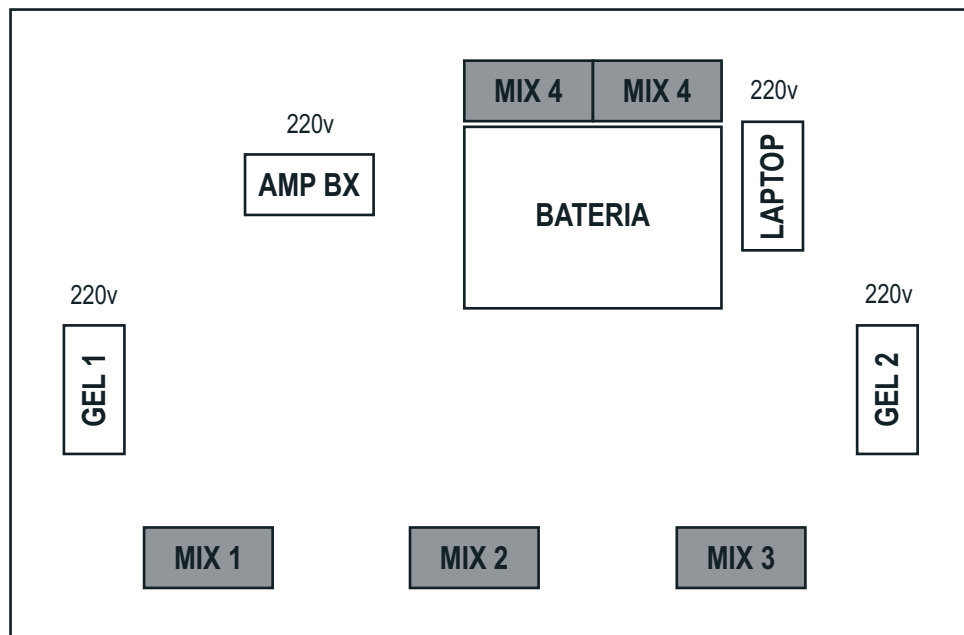 MIX 4 MIX 4
220v
LAPTOP
220v
AMP BX
BATERIA
220v
GEL 1
220v
GEL 2
MIX 1 MIX 2 MIX 3